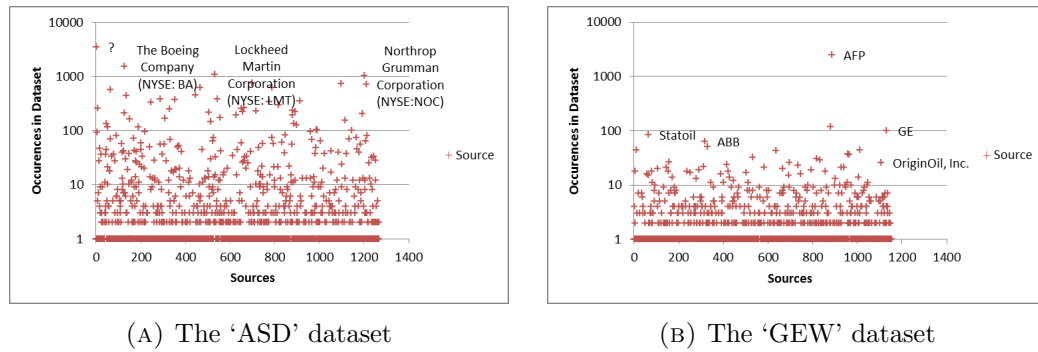 10000
1000
100
10
1
0
200
400
600
800
1000
1200
1400
Occurences in Dataset
Sources
?
The Boeing
Company
(NYSE: BA)
Lockheed
Martin
Corporation
(NYSE: LMT)
Northrop
Grumman
Corporation
(NYSE:NOC)
Source
(A) The ‘ASD’ dataset
10000
1000
100
10
1
0
200
400
600
800
1000
1200
1400
Occurences in Dataset
Sources
AFP
Statoil
ABB
GE
OriginOil, Inc.
Source
(B) The ‘GEW’ dataset